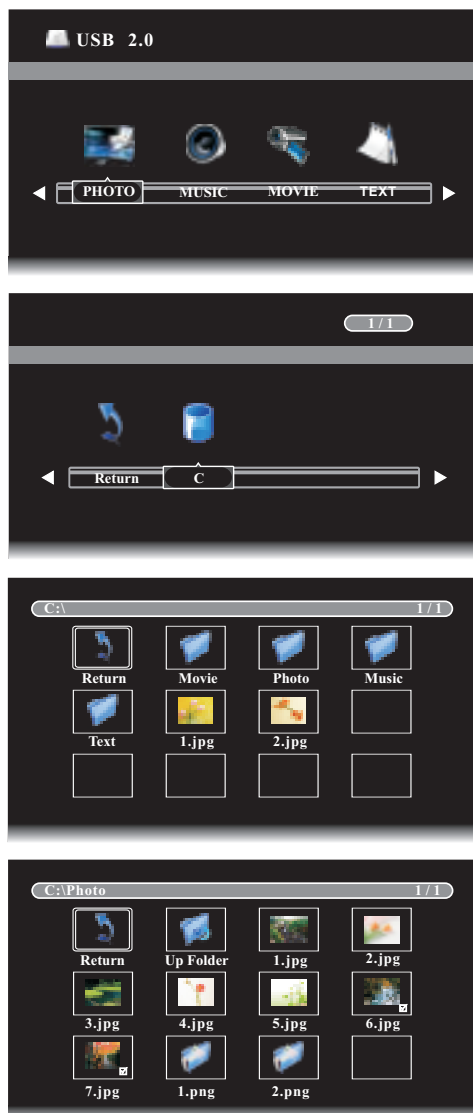 USB 2.0
PHOTO MUSIC MOVIE TEXT
1 / 1
Return C
C:\ 1 / 1
Return Movie Photo Music
Text 1.jpg 2.jpg
C:\Photo 1 / 1
Return Up Folder 1.jpg 2.jpg
3.jpg 4.jpg 5.jpg 6.jpg
7.jpg 1.png 2.png